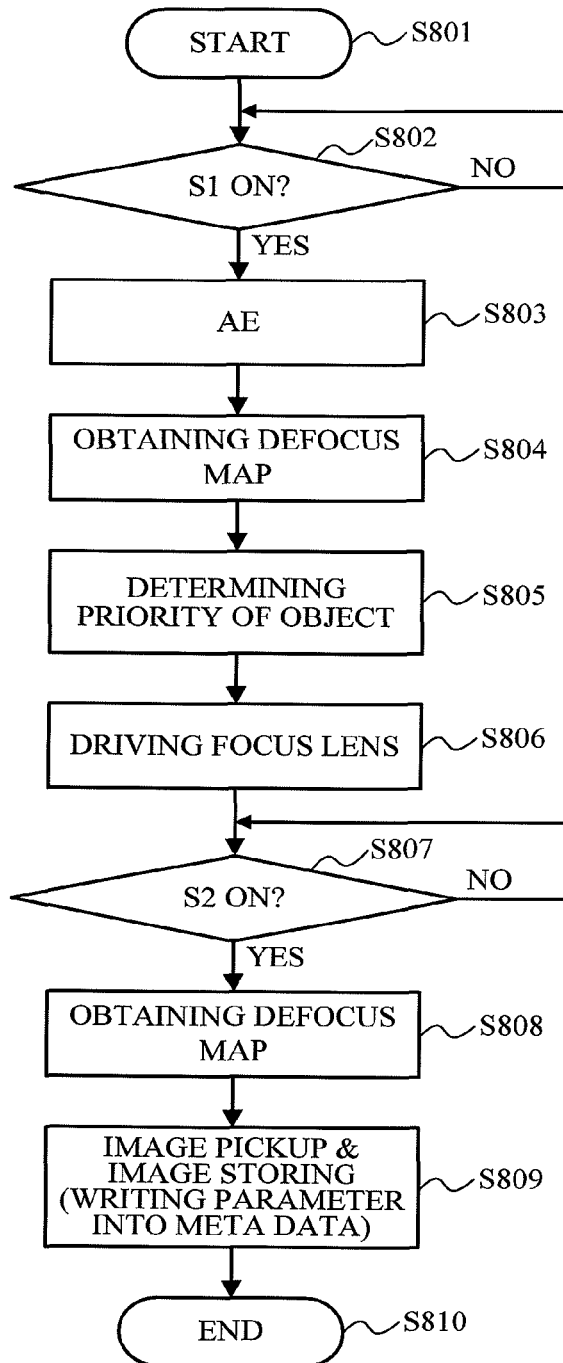 START
S801
S802
S1 ON?
NO
YES
AE
S803
OBTAINING DEFOCUS
MAP
S804
DETERMINING
PRIORITY OF OBJECT
S805
DRIVING FOCUS LENS
S806
S807
S2 ON?
NO
YES
OBTAINING DEFOCUS
MAP
S808
IMAGE PICKUP &
IMAGE STORING
(WRITING PARAMETER
INTO META DATA)
S809
END
S810